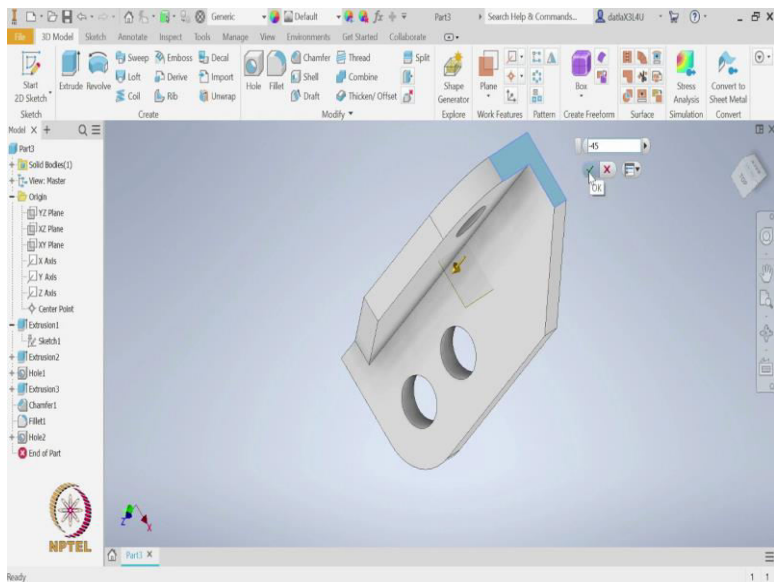 Generic Default Part3 Search Help & Commands... datlaX3L4U
File 3D Model Sketch Annotate Inspect Tools Manage View Environments Get Started Collaborate
Start 2D Sketch
Extrude Revolve
Sweep Emboss Decal
Loft Derive Import
Coil Rib Unwrap
Hole Fillet
Chamfer Thread Split
Shell Combine
Draft Thicken/ Offset
Shape Generator
Plane
Box
Stress Analysis
Convert to Sheet Metal
Sketch Create Modify Explore Work Features Pattern Create Freeform Surface Simulation Convert
Model X +
Part3
Solid Bodies(1)
View: Master
Origin
YZ Plane
XZ Plane
XY Plane
X Axis
Y Axis
Z Axis
Center Point
Extrusion1
Sketch1
Extrusion2
Hole1
Extrusion3
Chamfer1
Fillet1
Hole2
End of Part
-45
OK
z
x
NPTEL
Part3 X
Ready 1 1